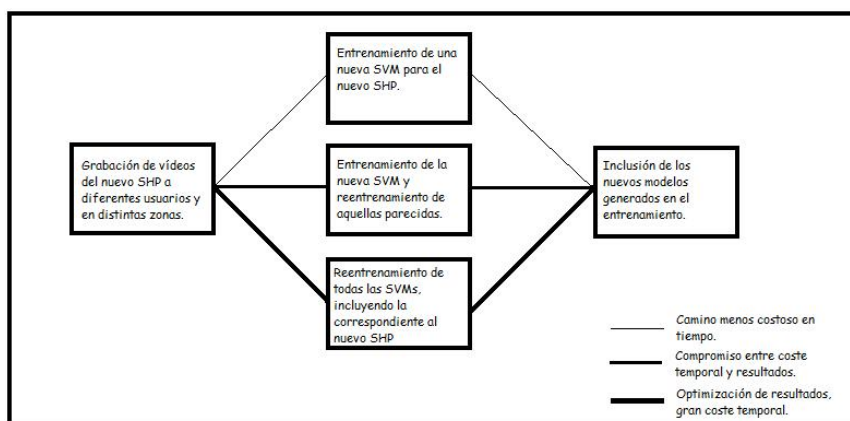 Grabación de vídeos
del nuevo SHP a
diferentes usuarios y
en distintas zonas.
Entrenamiento de una
nueva SVM para el
nuevo SHP.
Entrenamiento de la
nueva SVM y
reentrenamiento de
aquellas parecidas.
Reentrenamiento de
todas las SVMs,
incluyendo la
correspondiente al
nuevo SHP
Inclusión de los
nuevos modelos
generados en el
entrenamiento.
Camino menos costoso en
tiempo.
Compromiso entre coste
temporal y resultados.
Optimización de resultados,
gran coste temporal.